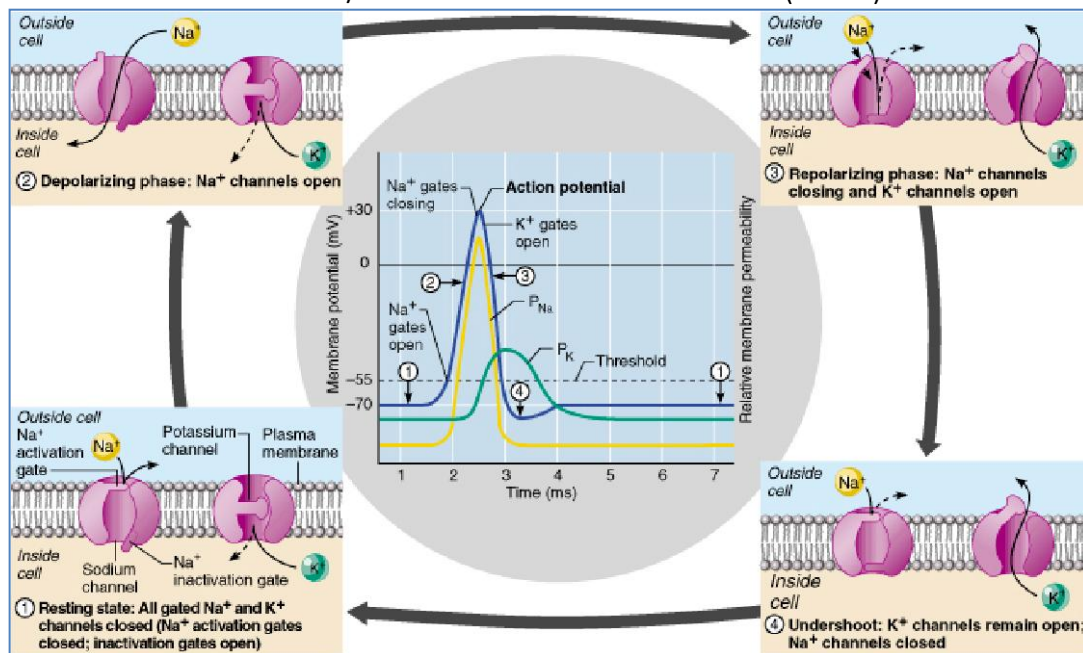 Outside
cell
Na+
Inside
cell
K+
② Depolarizing phase: Na+ channels open
Outside
cell
Na+
Inside
cell
K+
③ Repolarizing phase: Na+ channels
closing and K+ channels open
Membrane potential (mV)
+30
0
–55
–70
Na+ gates
closing
Action potential
K+ gates
open
②
③
PNa
Na+
gates
open
PK
Threshold
①
④
①
Relative membrane permeability
1 2 3 4 5 6 7
Time (ms)
Outside cell
Na+
activation
gate
Na+
Potassium
channel
Plasma
membrane
Inside
cell
Sodium
channel
Na+
inactivation gate
K+
① Resting state: All gated Na+ and K+
channels closed (Na+ activation gates
closed; inactivation gates open)
Outside
cell
Na+
Inside
cell
K+
④ Undershoot: K+ channels remain open;
Na+ channels closed